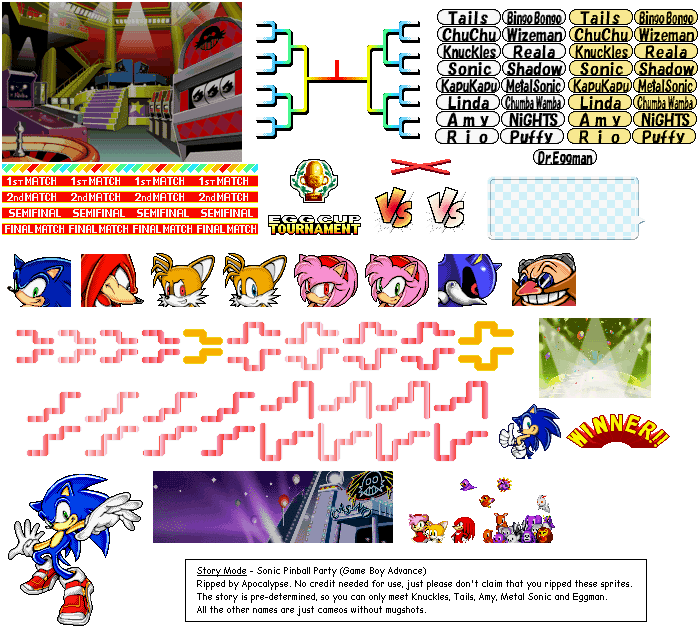 Tails BingoBongo Tails BingoBongo
ChuChu Wizeman ChuChu Wizeman
Knuckles Reala Knuckles Reala
Sonic Shadow Sonic Shadow
KapuKapu MetalSonic KapuKapu MetalSonic
Linda Chumba Wamba Linda Chumba Wamba
Amy NiGHTS Amy NiGHTS
Rio Puffy Rio Puffy
Dr.Eggman
1st MATCH 1st MATCH 1st MATCH 1st MATCH
2nd MATCH 2nd MATCH 2nd MATCH 2nd MATCH
SEMIFINAL SEMIFINAL SEMIFINAL SEMIFINAL
FINAL MATCH FINAL MATCH FINAL MATCH FINAL MATCH
EGG CUP
TOURNAMENT
Vs Vs
WINNER!!
CASINO
Story Mode - Sonic Pinball Party (Game Boy Advance)
Ripped by Apocalypse. No credit needed for use, just please don't claim that you ripped these sprites.
The story is pre-determined, so you can only meet Knuckles, Tails, Amy, Metal Sonic and Eggman.
All the other names are just cameos without mugshots.